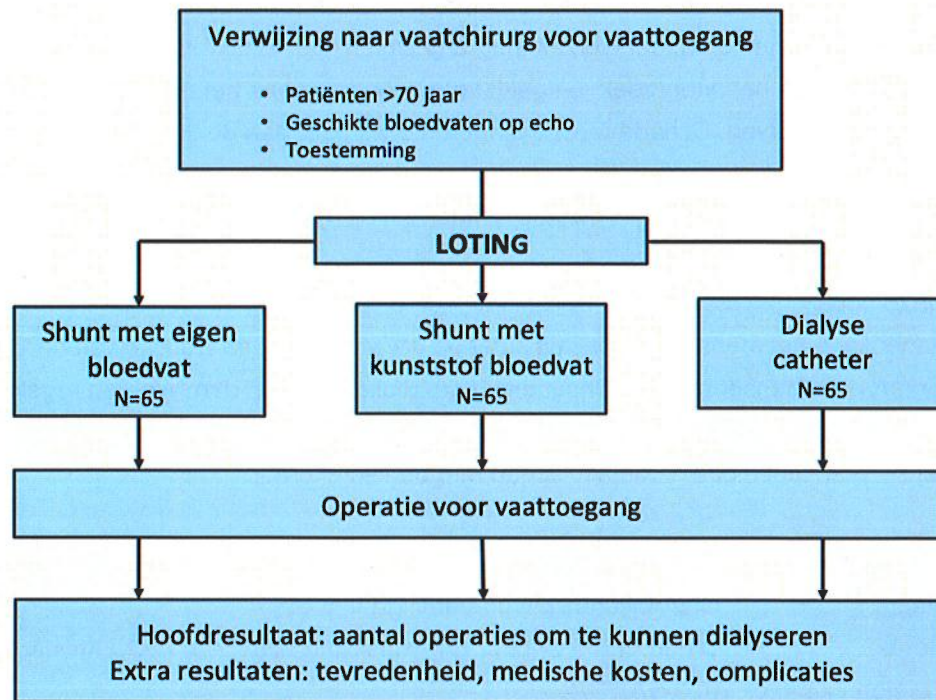 Verwijzing naar vaatchirurg voor vaattoegang
• Patiënten >70 jaar
• Geschikte bloedvaten op echo
• Toestemming
LOTING
Shunt met eigen
bloedvat
N=65
Shunt met
kunststof bloedvat
N=65
Dialyse
catheter
N=65
Operatie voor vaattoegang
Hoofdresultaat: aantal operaties om te kunnen dialyseren
Extra resultaten: tevredenheid, medische kosten, complicaties